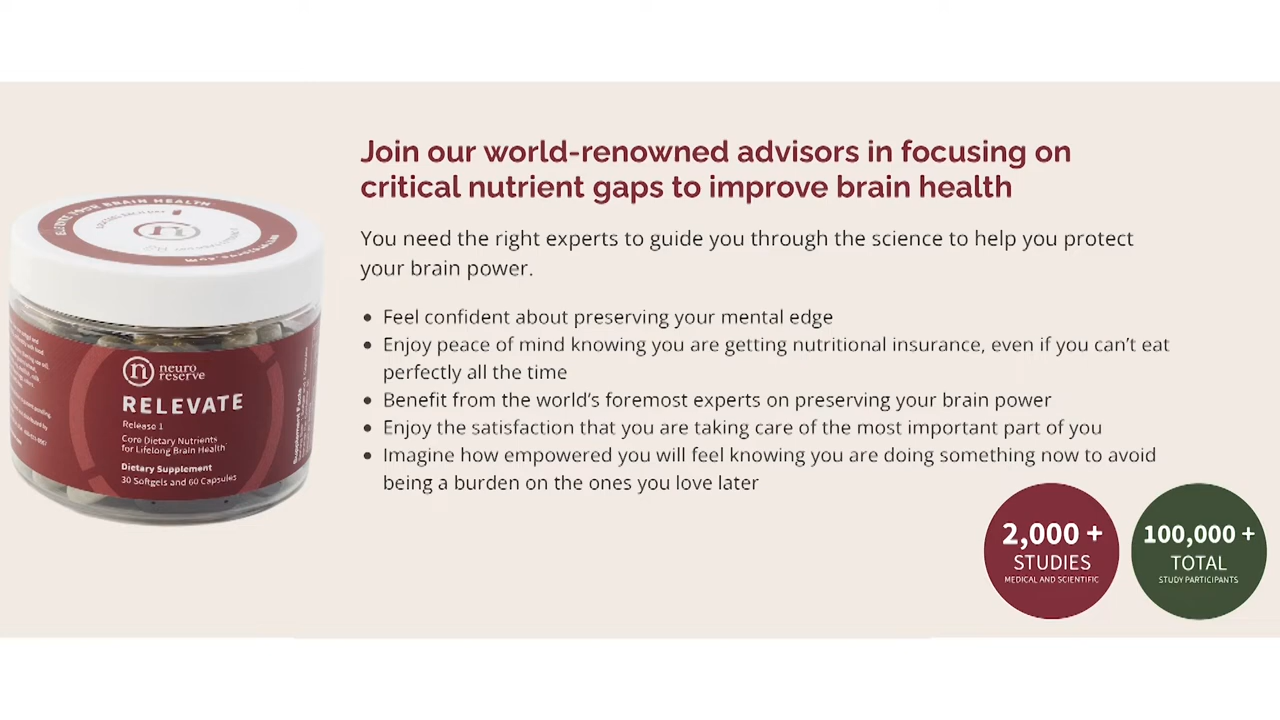 Join our world-renowned advisors in focusing on
critical nutrient gaps to improve brain health
You need the right experts to guide you through the science to help you protect
your brain power.
Feel confident about preserving your mental edge
Enjoy peace of mind knowing you are getting nutritional insurance, even if you can't eat
perfectly all the time
Benefit from the world's foremost experts on preserving your brain power
Enjoy the satisfaction that you are taking care of the most important part of you
Imagine how empowered you will feel knowing you are doing something now to avoid
being a burden on the ones you love later
YOUR BRAIN HEALTH
n
neuro
reserve
RELEVATE
Release 1
Core Dietary Nutrients
for Lifelong Brain Health
Dietary Supplement
30 Softgels and 60 Capsules
2,000 +
STUDIES
MEDICAL AND SCIENTIFIC
100,000 +
TOTAL
STUDY PARTICIPANTS